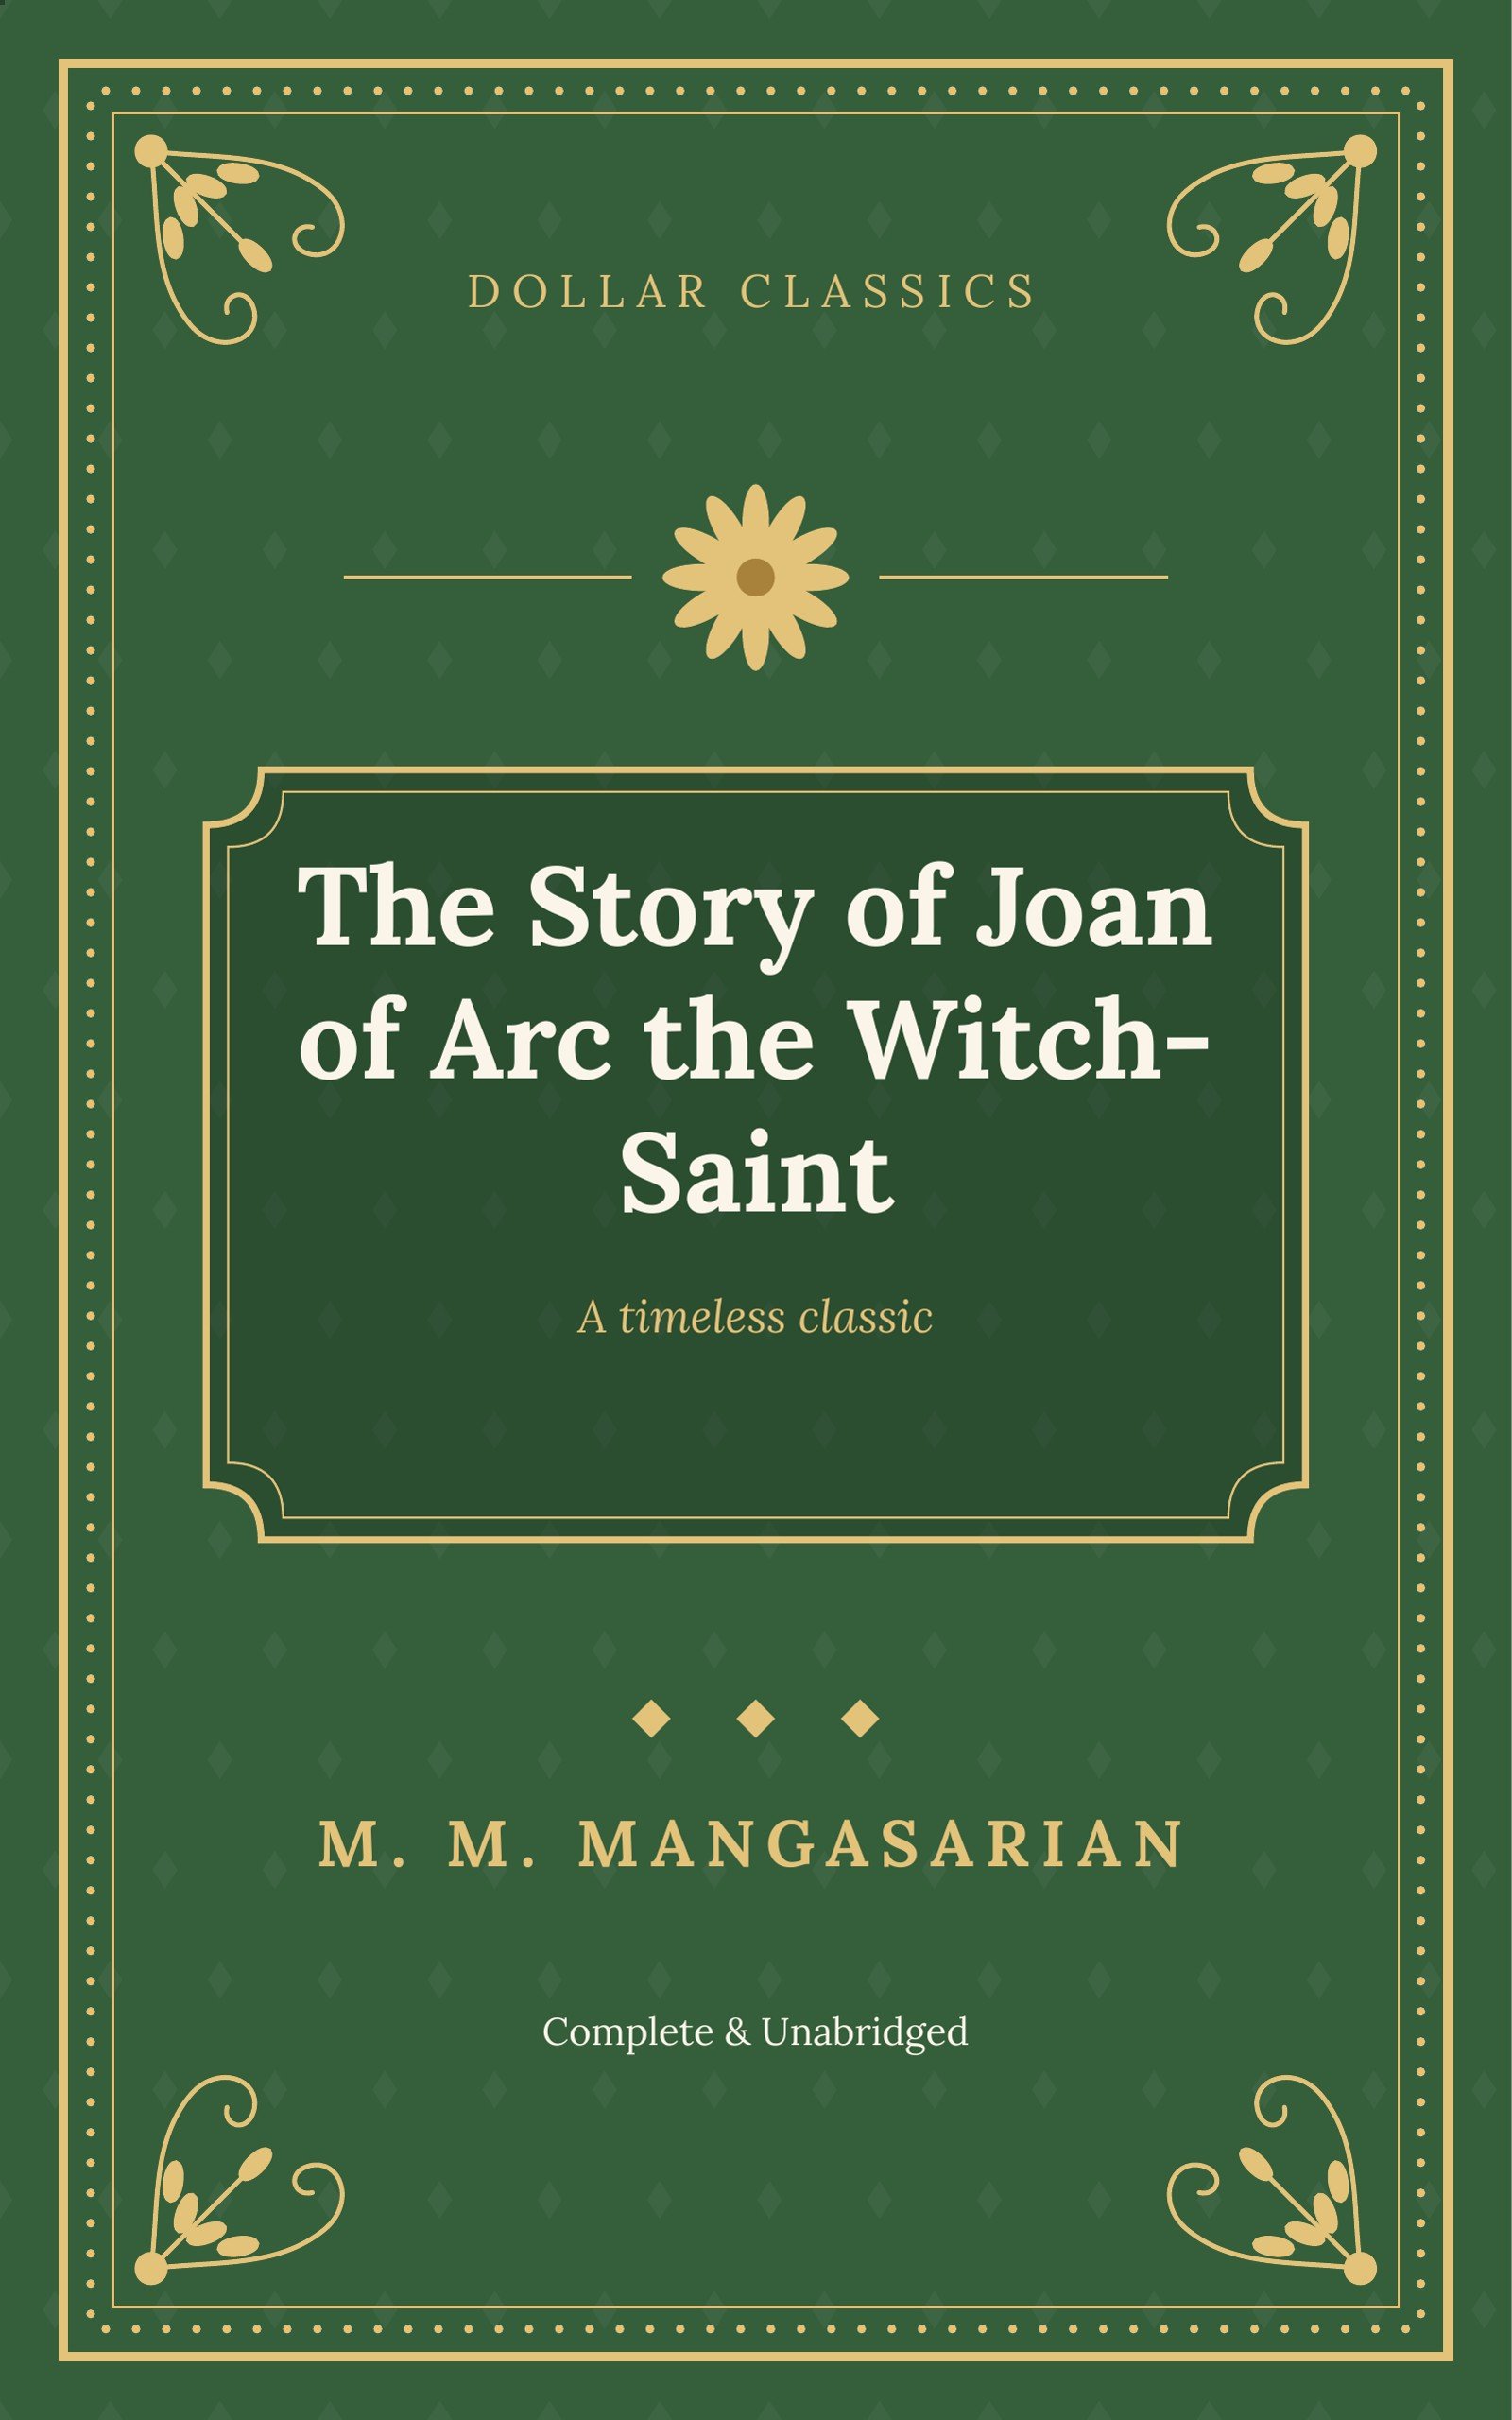 DOLLAR CLASSICS
The Story of Joan
of Arc the Witch-
Saint
A timeless classic
M. M. MANGASARIAN
Complete & Unabridged